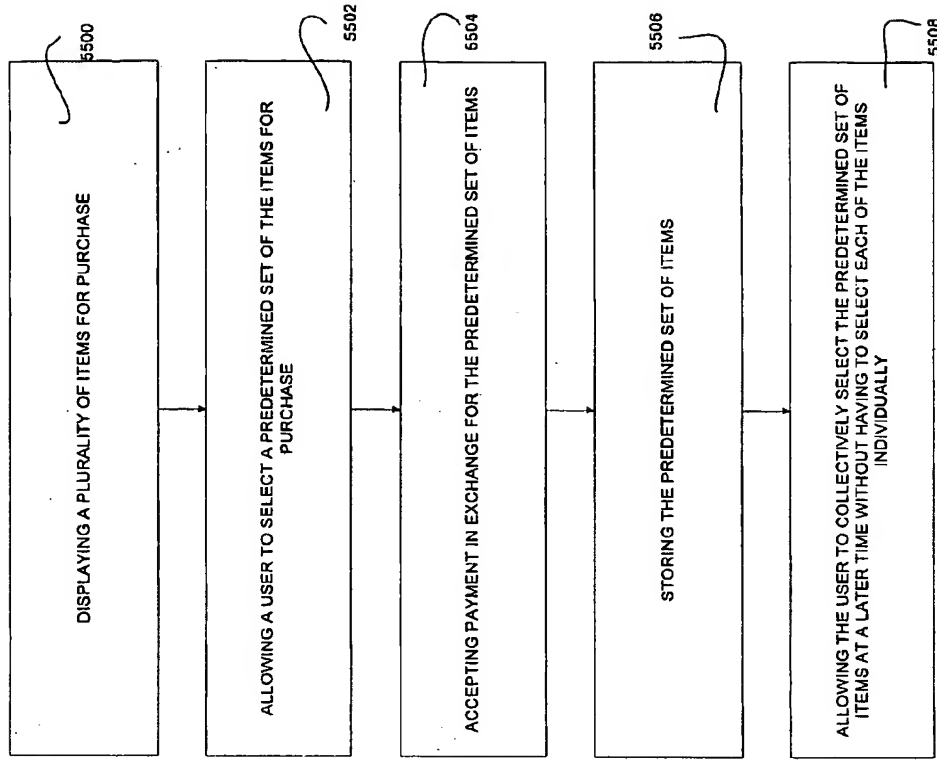 DISPLAYING A PLURALITY OF ITEMS FOR PURCHASE
5500
ALLOWING A USER TO SELECT A PREDETERMINED SET OF THE ITEMS FOR
PURCHASE
5502
ACCEPTING PAYMENT IN EXCHANGE FOR THE PREDETERMINED SET OF ITEMS
5504
STORING THE PREDETERMINED SET OF ITEMS
5506
ALLOWING THE USER TO COLLECTIVELY SELECT THE PREDETERMINED SET OF
ITEMS AT A LATER TIME WITHOUT HAVING TO SELECT EACH OF THE ITEMS
INDIVIDUALLY
5508